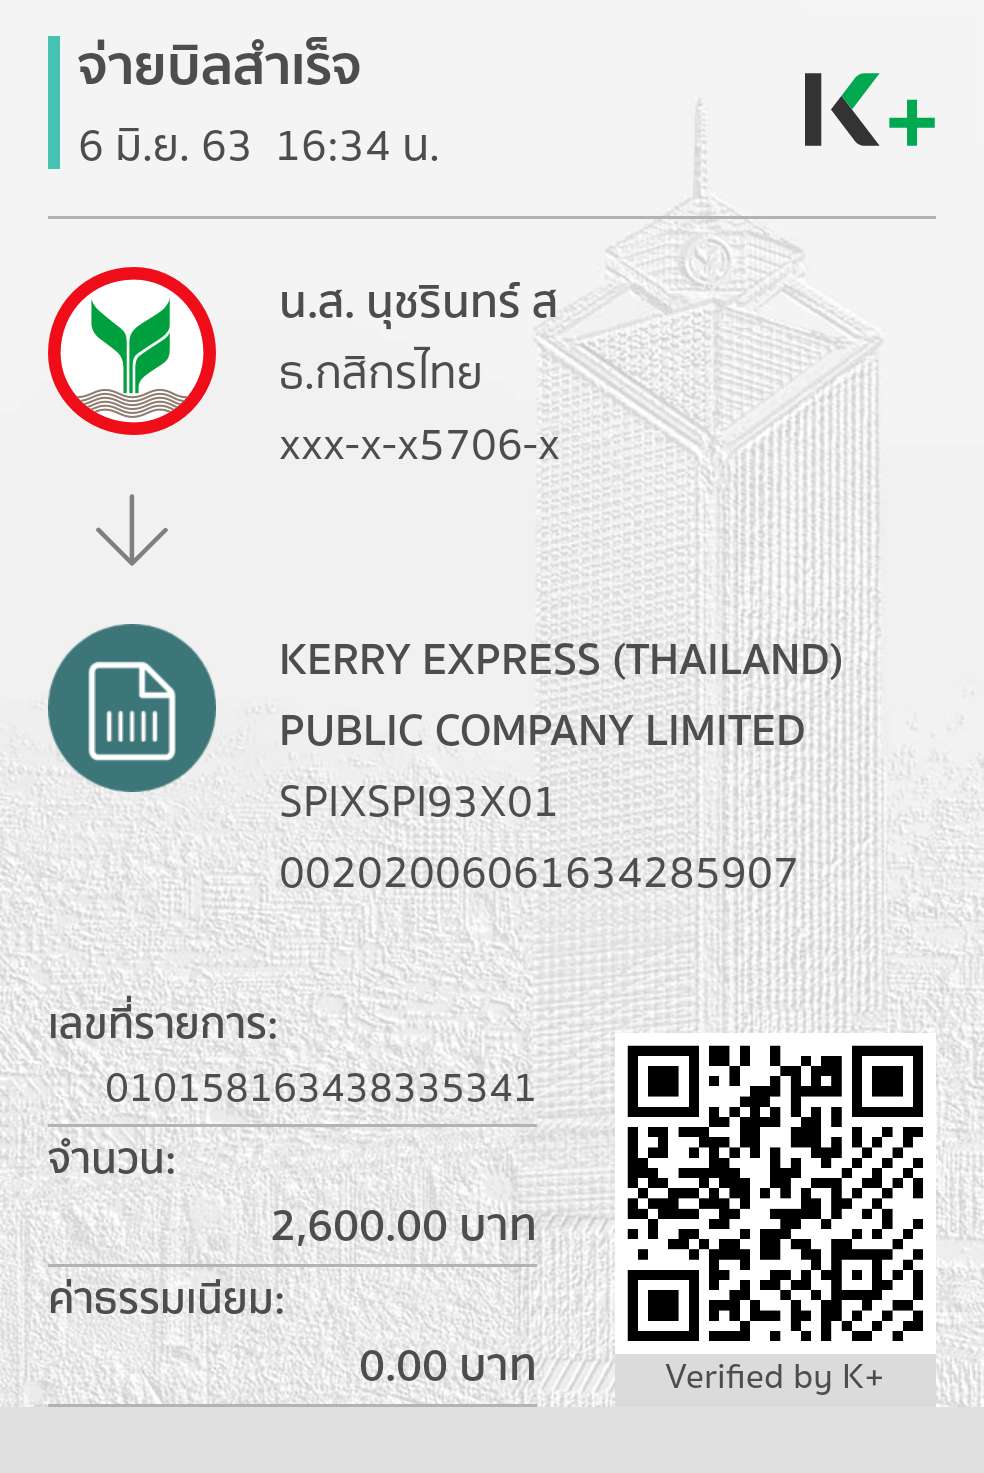 จ่ายบิลสำเร็จ
6 มิ.ย. 63 16:34 น.
K+
น.ส. นุชรินทร์ ส
ธ.กสิกรไทย
xxx-x-x5706-x
KERRY EXPRESS (THAILAND)
PUBLIC COMPANY LIMITED
SPIXSPI93X01
00202006061634285907
เลขที่รายการ:
010158163438335341
จำนวน:
2,600.00 บาท
ค่าธรรมเนียม:
0.00 บาท
Verified by K+